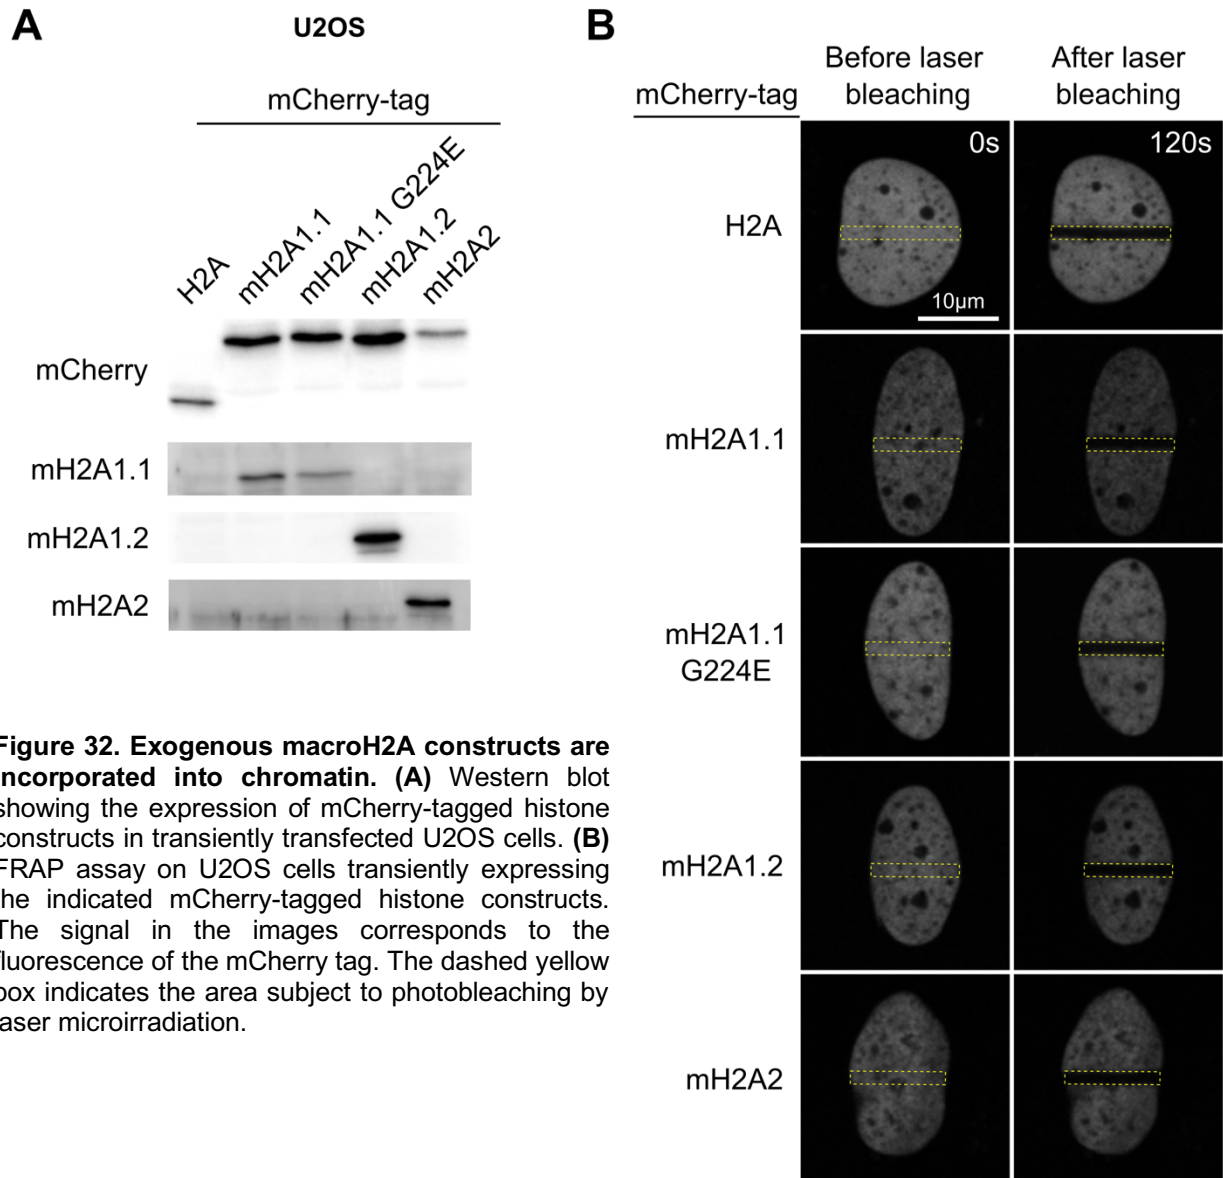 A
U2OS
mCherry-tag
H2A
mH2A1.1
mH2A1.1 G224E
mH2A1.2
mH2A2
mCherry
mH2A1.1
mH2A1.2
mH2A2
B
mCherry-tag
Before laser
bleaching
After laser
bleaching
0s
120s
H2A
10µm
mH2A1.1
mH2A1.1
G224E
mH2A1.2
mH2A2
Figure 32. Exogenous macroH2A constructs are
incorporated into chromatin. (A) Western blot
showing the expression of mCherry-tagged histone
constructs in transiently transfected U2OS cells. (B)
FRAP assay on U2OS cells transiently expressing
the indicated mCherry-tagged histone constructs.
The signal in the images corresponds to the
fluorescence of the mCherry tag. The dashed yellow
box indicates the area subject to photobleaching by
laser microirradiation.